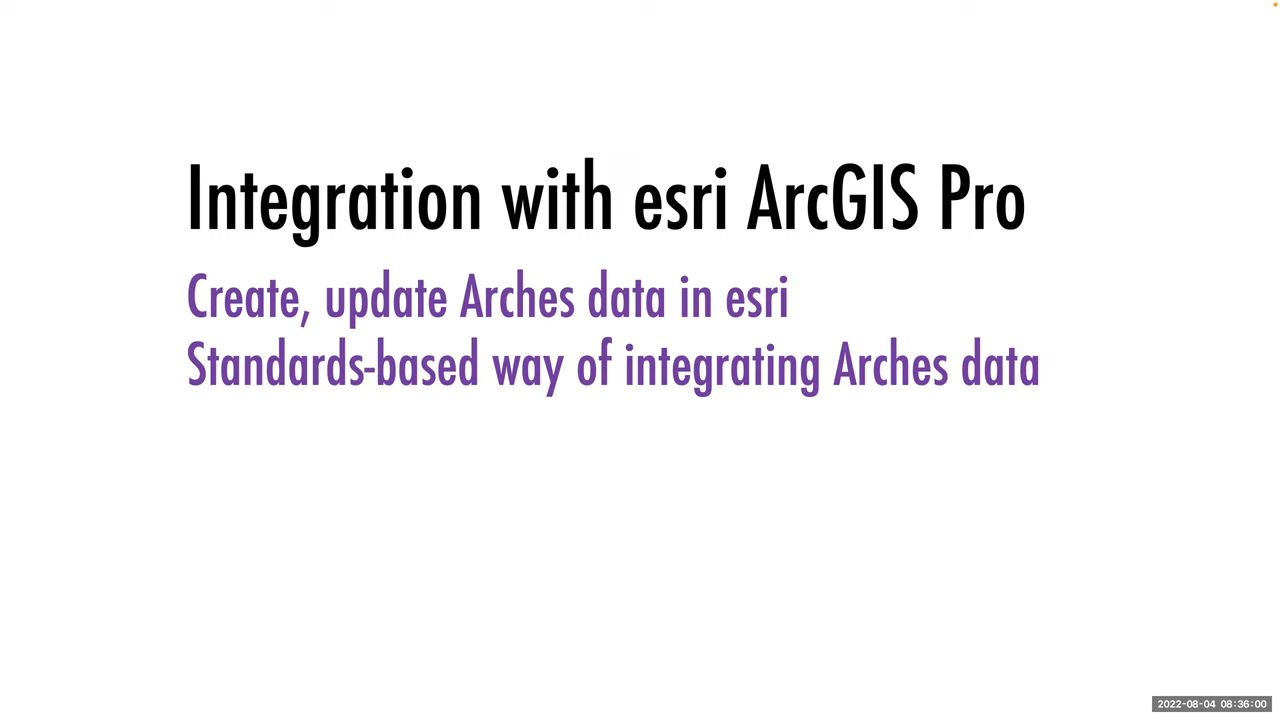 Integration with esri ArcGIS Pro
Create, update Arches data in esri
Standards-based way of integrating Arches data
2022-08-04 08:36:00